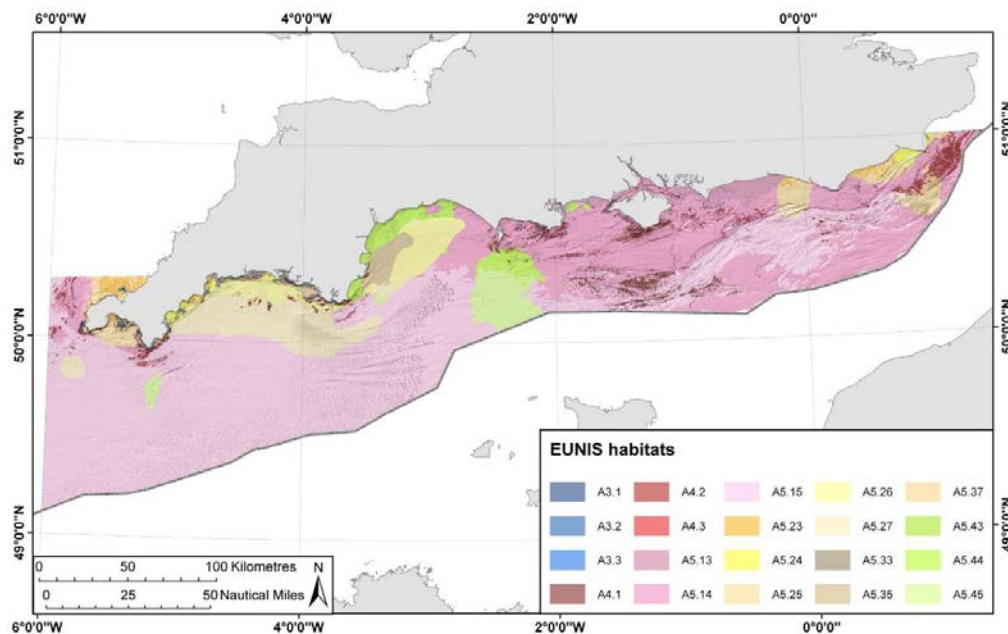 6°0'0"W 4°0'0"W 2°0'0"W 0°0'0"
51°0'0"N 51°0'0"N
50°0'0"N 50°0'0"N
49°0'0"N 49°0'0"N
EUNIS habitats
A3.1 A4.2 A5.15 A5.26 A5.37
A3.2 A4.3 A5.23 A5.27 A5.43
A3.3 A5.13 A5.24 A5.33 A5.44
A4.1 A5.14 A5.25 A5.35 A5.45
0 50 100 Kilometres N
0 25 50 Nautical Miles
6°0'0"W 4°0'0"W 2°0'0"W 0°0'0"